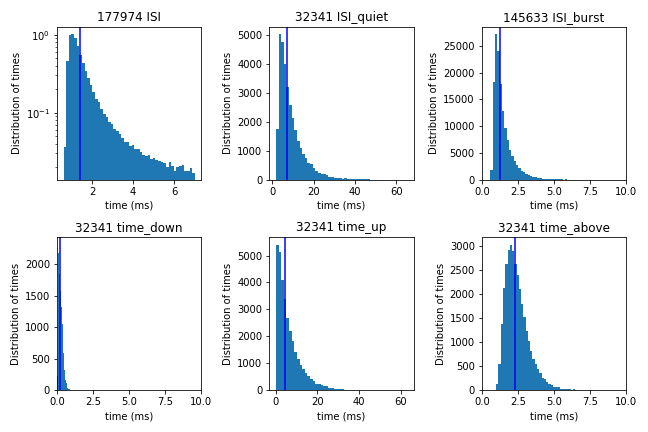 177974 ISI
Distribution of times
10⁰
10⁻¹
2 4 6
time (ms)
32341 ISI_quiet
Distribution of times
5000
4000
3000
2000
1000
0
0 20 40 60
time (ms)
145633 ISI_burst
Distribution of times
25000
20000
15000
10000
5000
0
0.0 2.5 5.0 7.5 10.0
time (ms)
32341 time_down
Distribution of times
2000
1500
1000
500
0
0.0 2.5 5.0 7.5 10.0
time (ms)
32341 time_up
Distribution of times
5000
4000
3000
2000
1000
0
0 20 40 60
time (ms)
32341 time_above
Distribution of times
3000
2500
2000
1500
1000
500
0
0.0 2.5 5.0 7.5 10.0
time (ms)